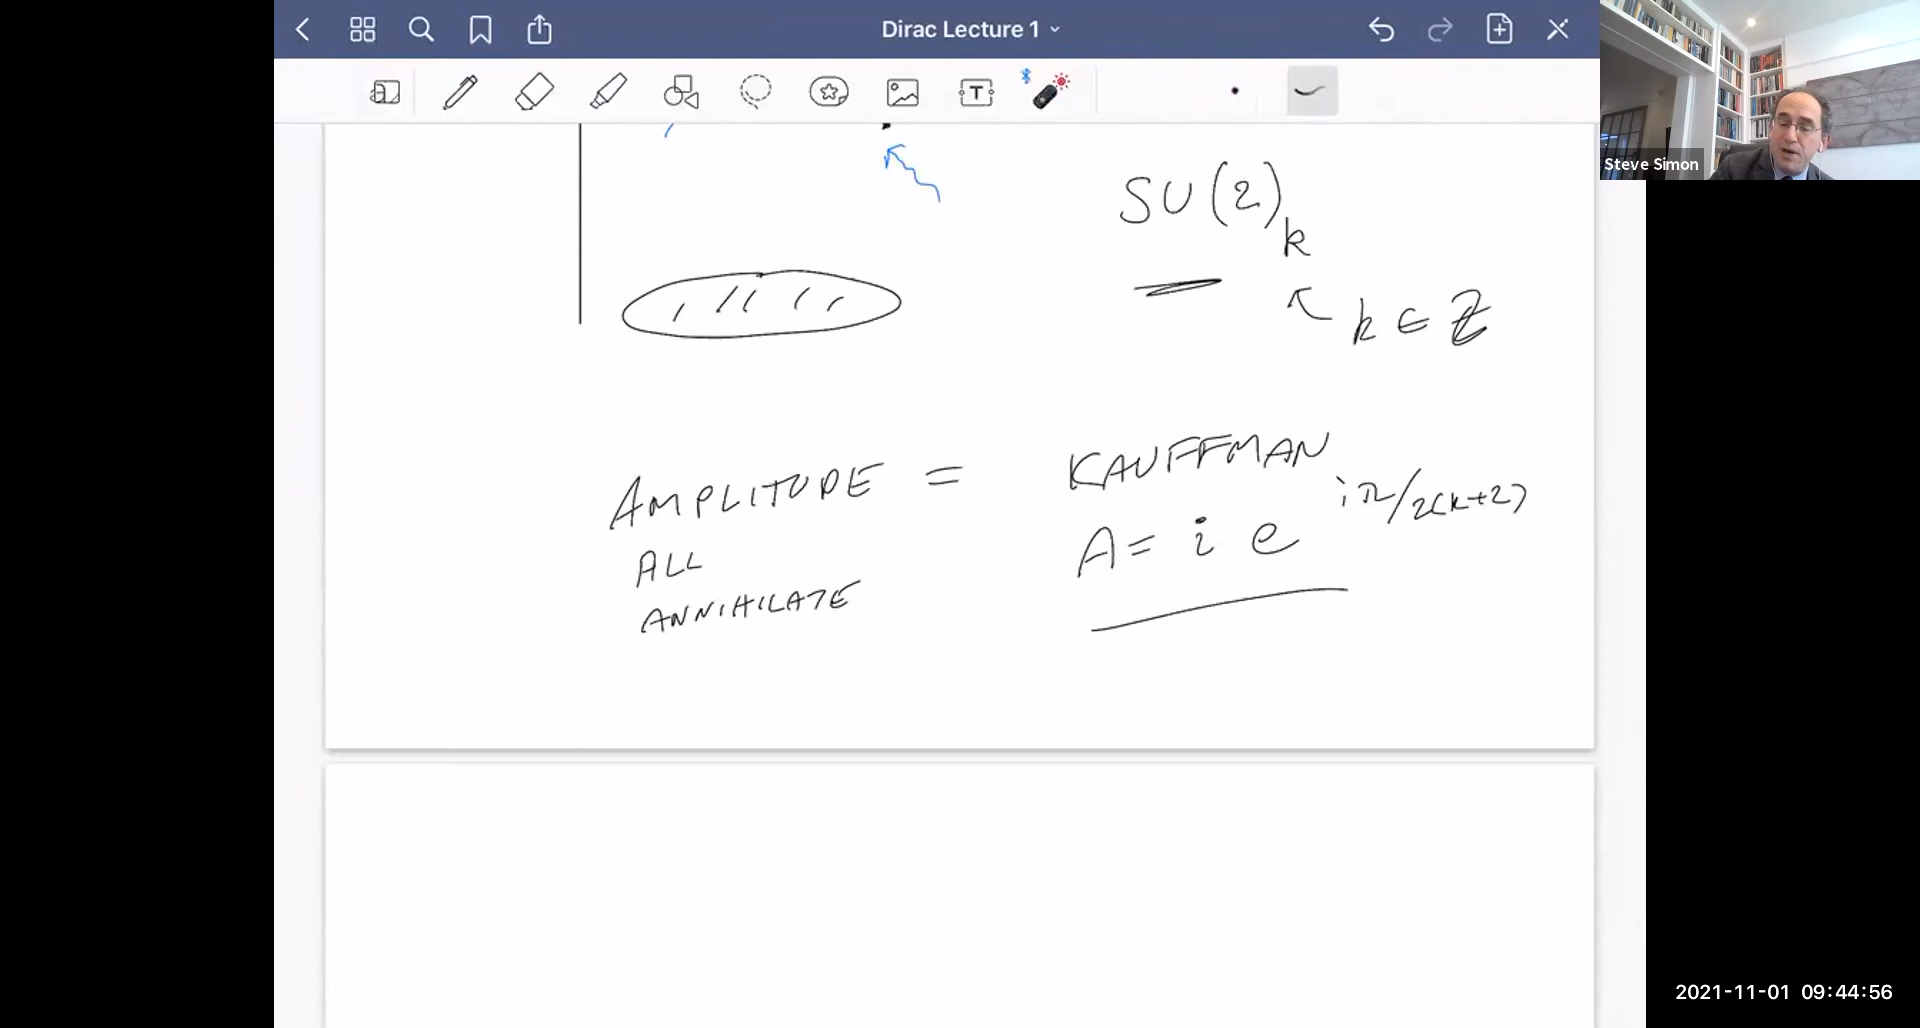 Dirac Lecture 1
T
Steve Simon
SU(2)k
k ∈ ℤ
AMPLITUDE = KAUFFMAN
ALL
ANNIHILATE
A = i e^{iπ/2(k+2)}
2021-11-01 09:44:56